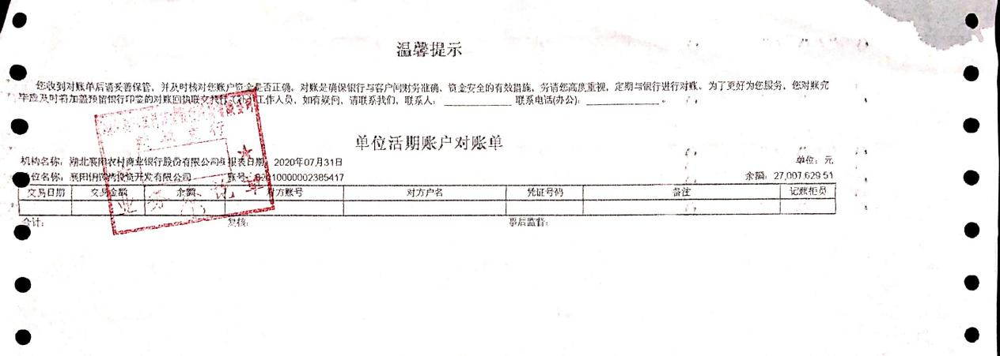 温馨提示
您收到对账单后请妥善保管，并及时核对您账户资金是否正确，对账是确保银行与客户间财务准确、资金安全的有效措施，务请您高度重视，定期与银行进行对账、为了更好为您服务，您对账完
毕应及时将加盖预留银行印鉴的对账回执联交我行 工作人员，如有疑问，请联系我们，联系人：__________ 联系电话(办公)：__________。
单位活期账户对账单
机构名称：湖北襄阳农村商业银行股份有限公司 报表日期：2020年07月31日 单位：元
单位名称：襄阳 投资开发有限公司 账号： 10000002385417 余额：27,007,629.51
交易日期 交易金额 余额 对方账号 对方户名 凭证号码 备注 记账柜员
会计： 复核： 事后监督：
支行
业务